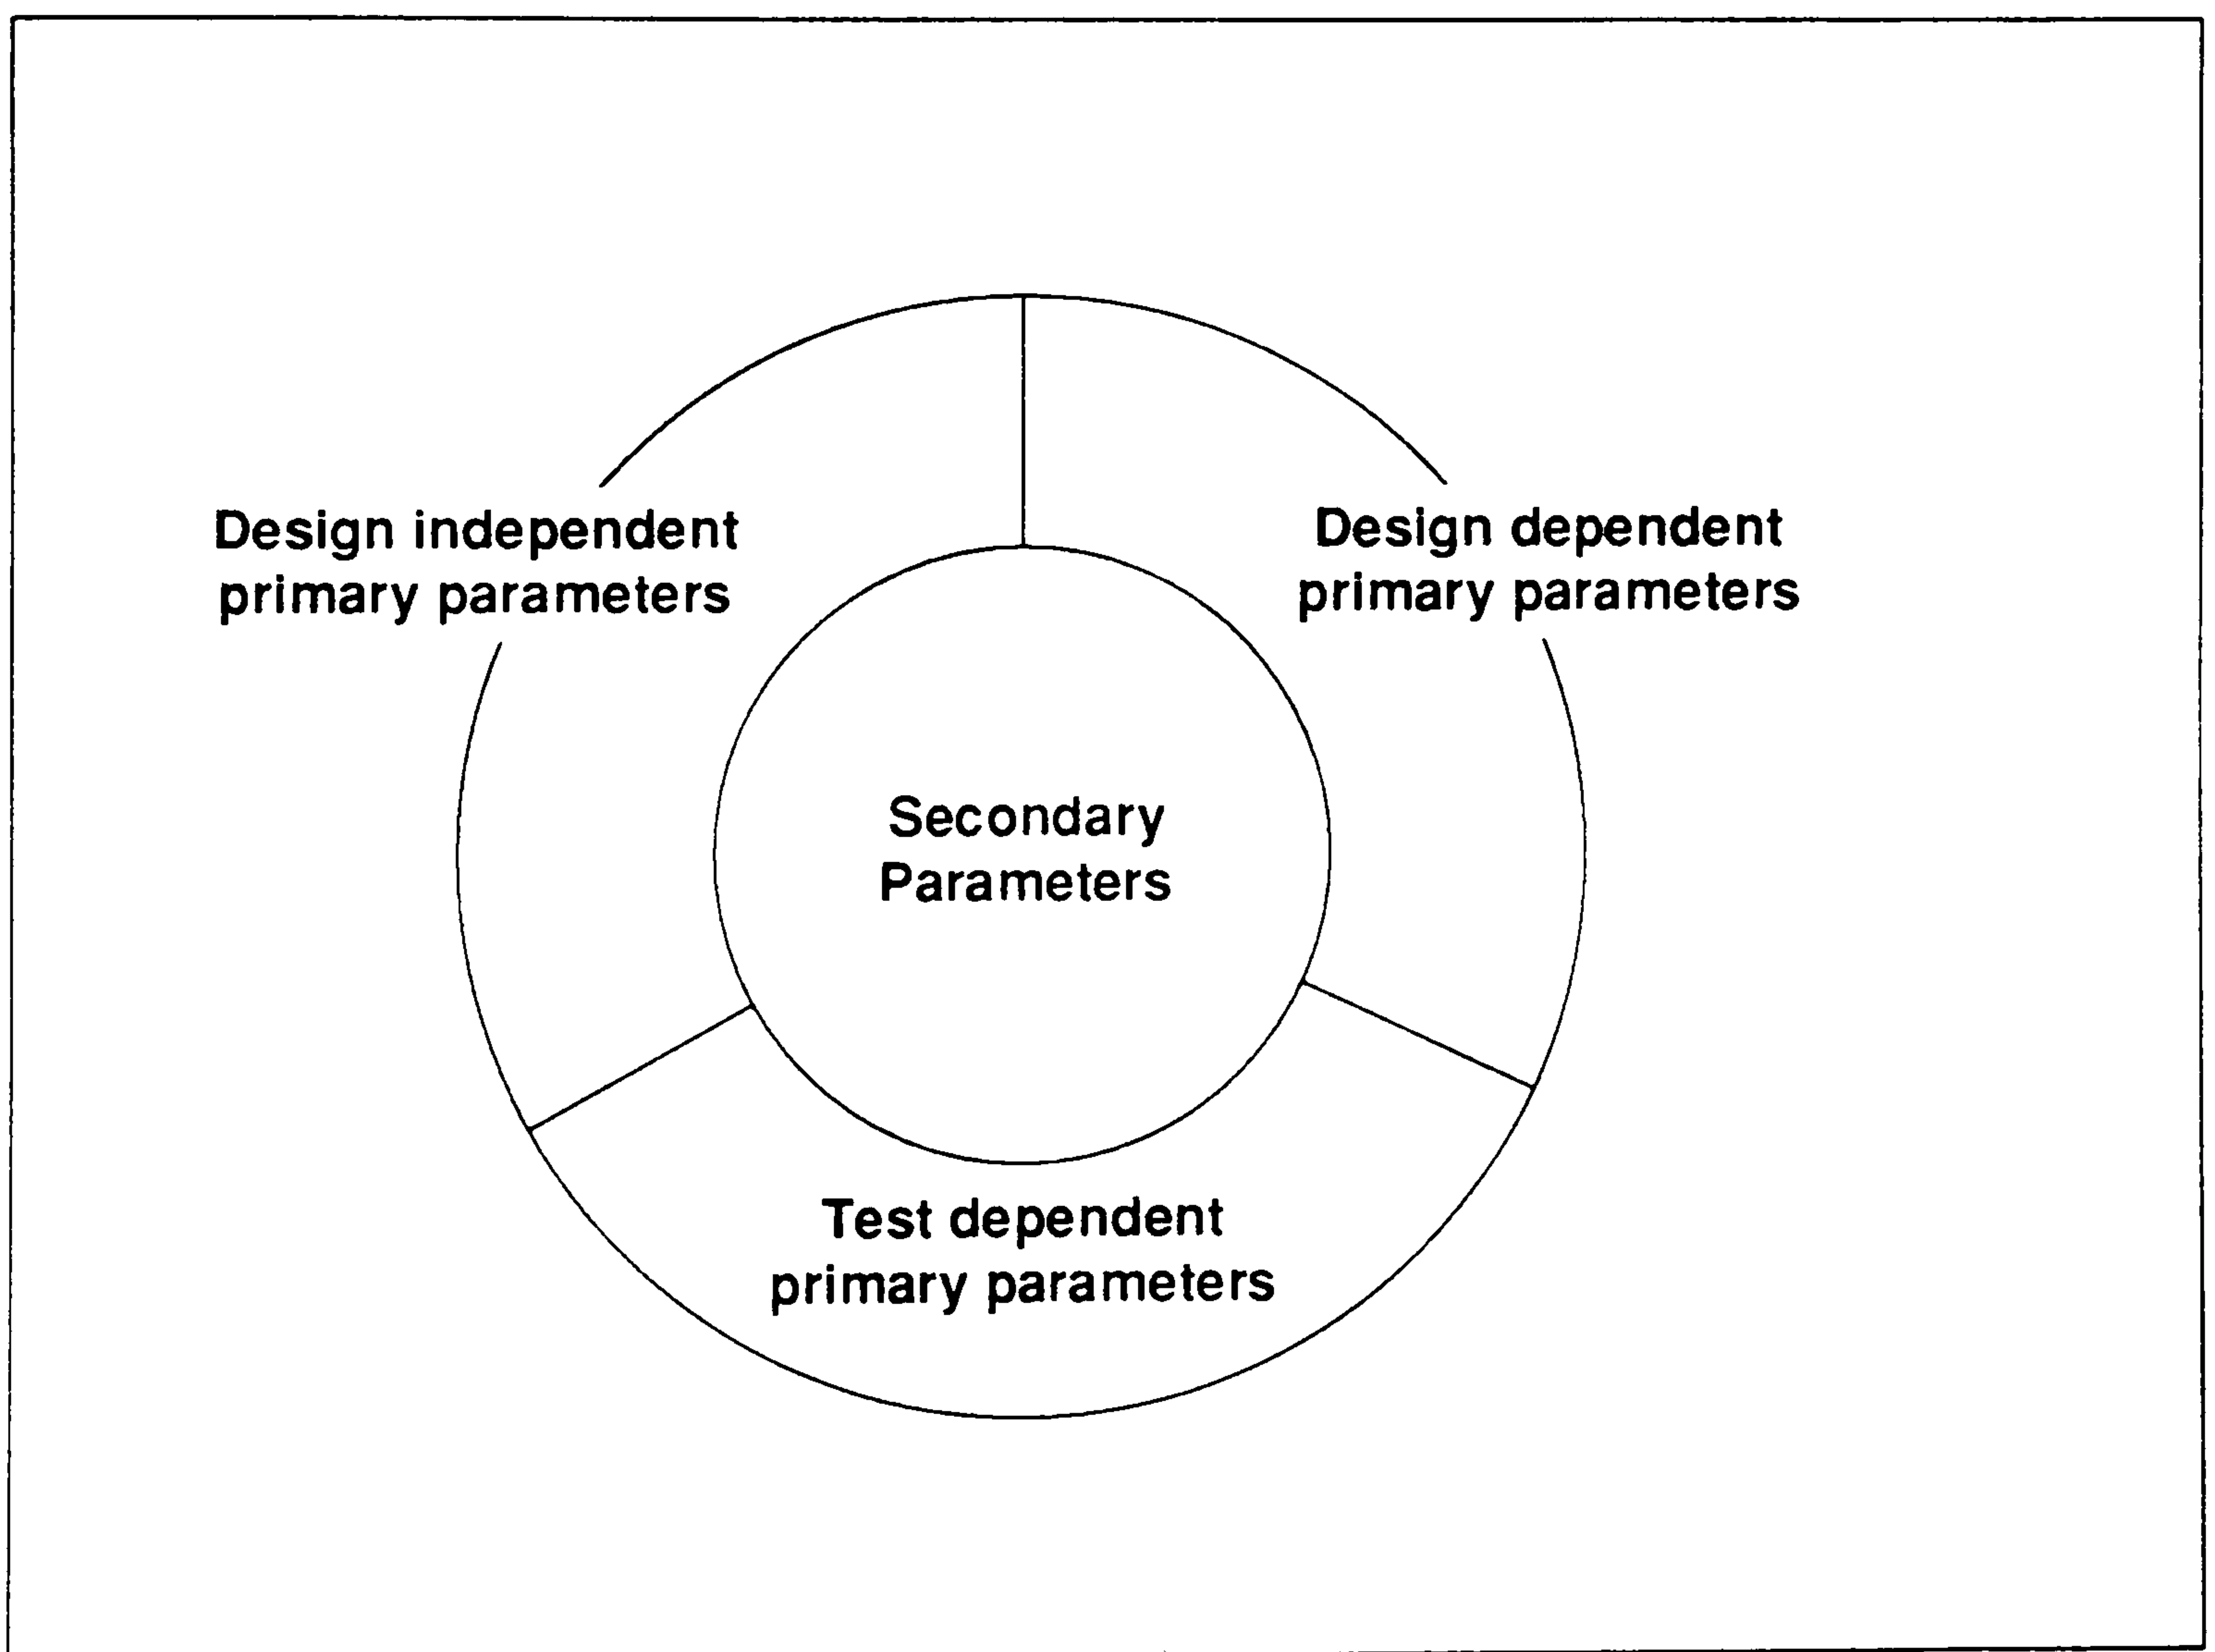 Design independent
primary parameters
Design dependent
primary parameters
Secondary
Parameters
Test dependent
primary parameters